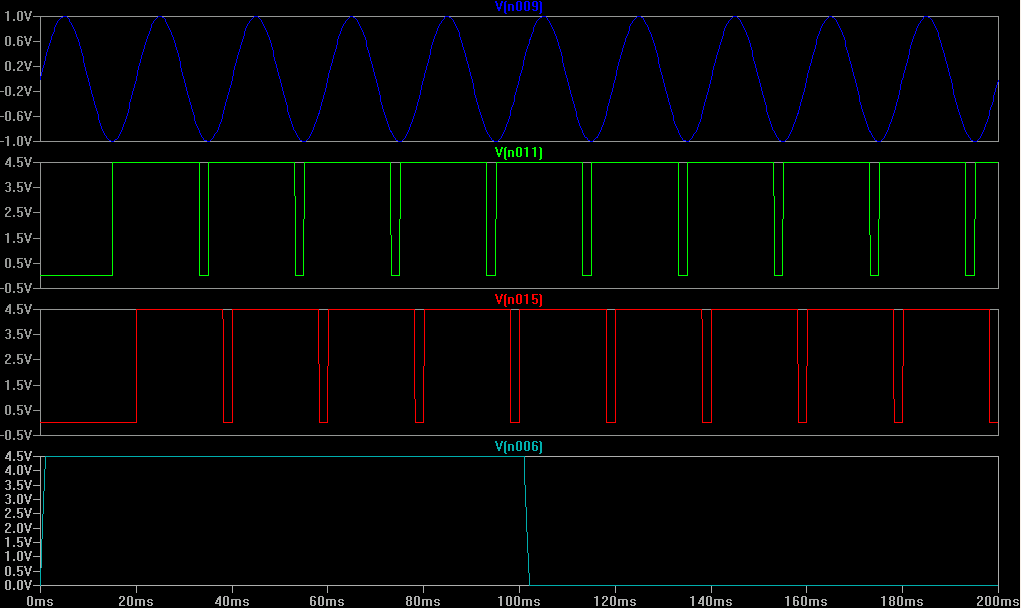 V(n009)
1.0V
0.6V
0.2V
-0.2V
-0.6V
-1.0V
V(n011)
4.5V
3.5V
2.5V
1.5V
0.5V
-0.5V
V(n015)
4.5V
3.5V
2.5V
1.5V
0.5V
-0.5V
V(n006)
4.5V
4.0V
3.5V
3.0V
2.5V
2.0V
1.5V
1.0V
0.5V
0.0V
0ms 20ms 40ms 60ms 80ms 100ms 120ms 140ms 160ms 180ms 200ms